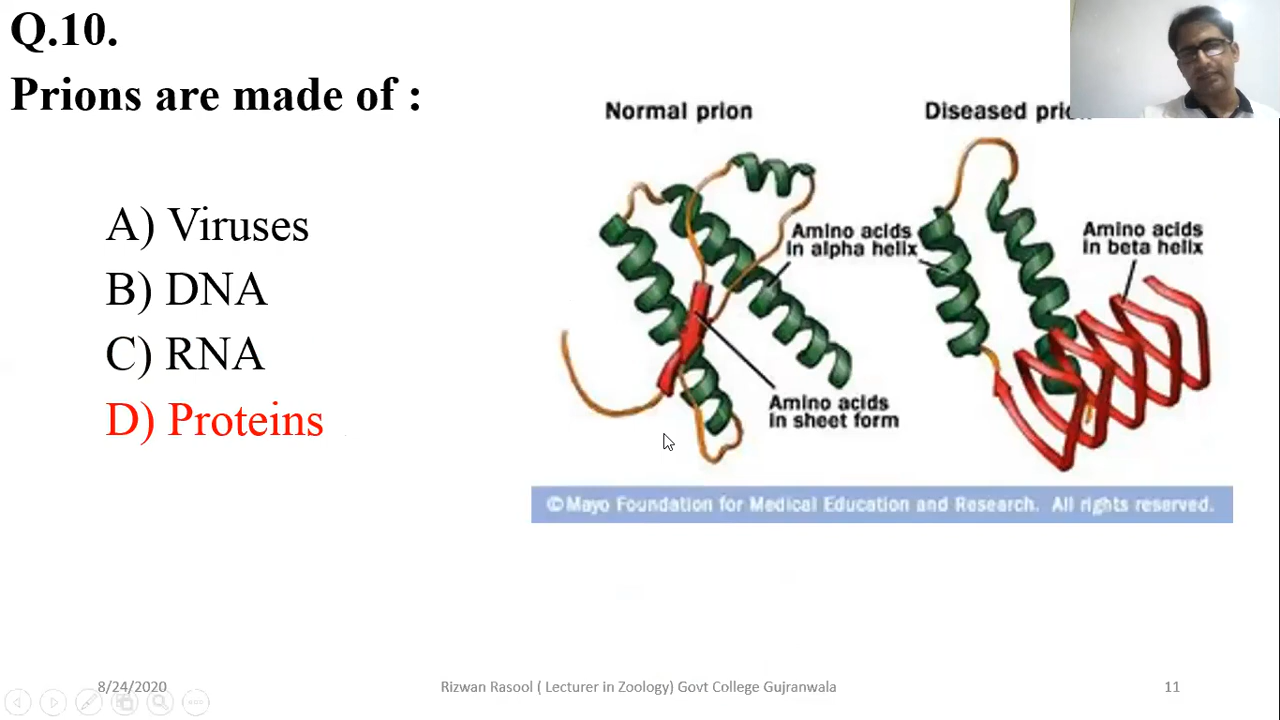 Q.10.
Prions are made of :
A) Viruses
B) DNA
C) RNA
D) Proteins
Normal prion
Diseased
Amino acids
in alpha helix
Amino acids
in beta helix
Amino acids
in sheet form
©Mayo Foundation for Medical Education and Research. All rights reserved.
8/24/2020
Rizwan Rasool ( Lecturer in Zoology) Govt College Gujranwala
11